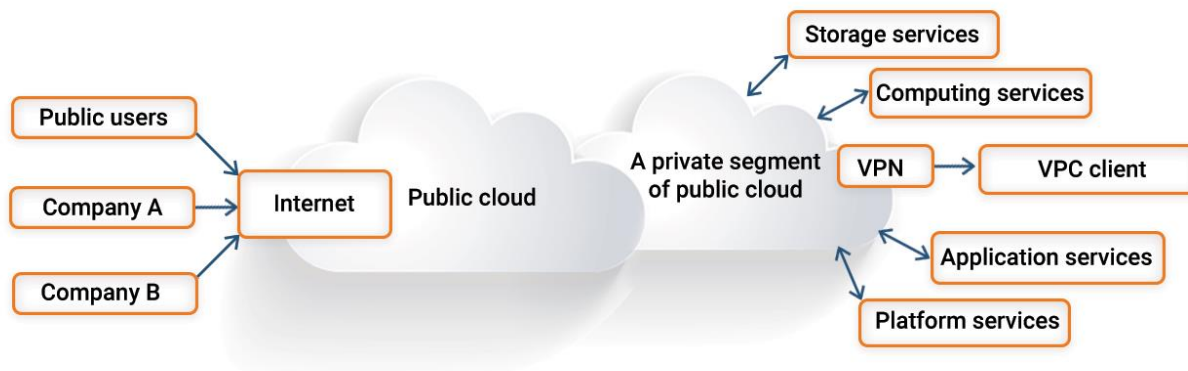 Storage services
Computing services
Public users
A private segment
of public cloud
VPN
VPC client
Company A
Internet
Public cloud
Application services
Company B
Platform services